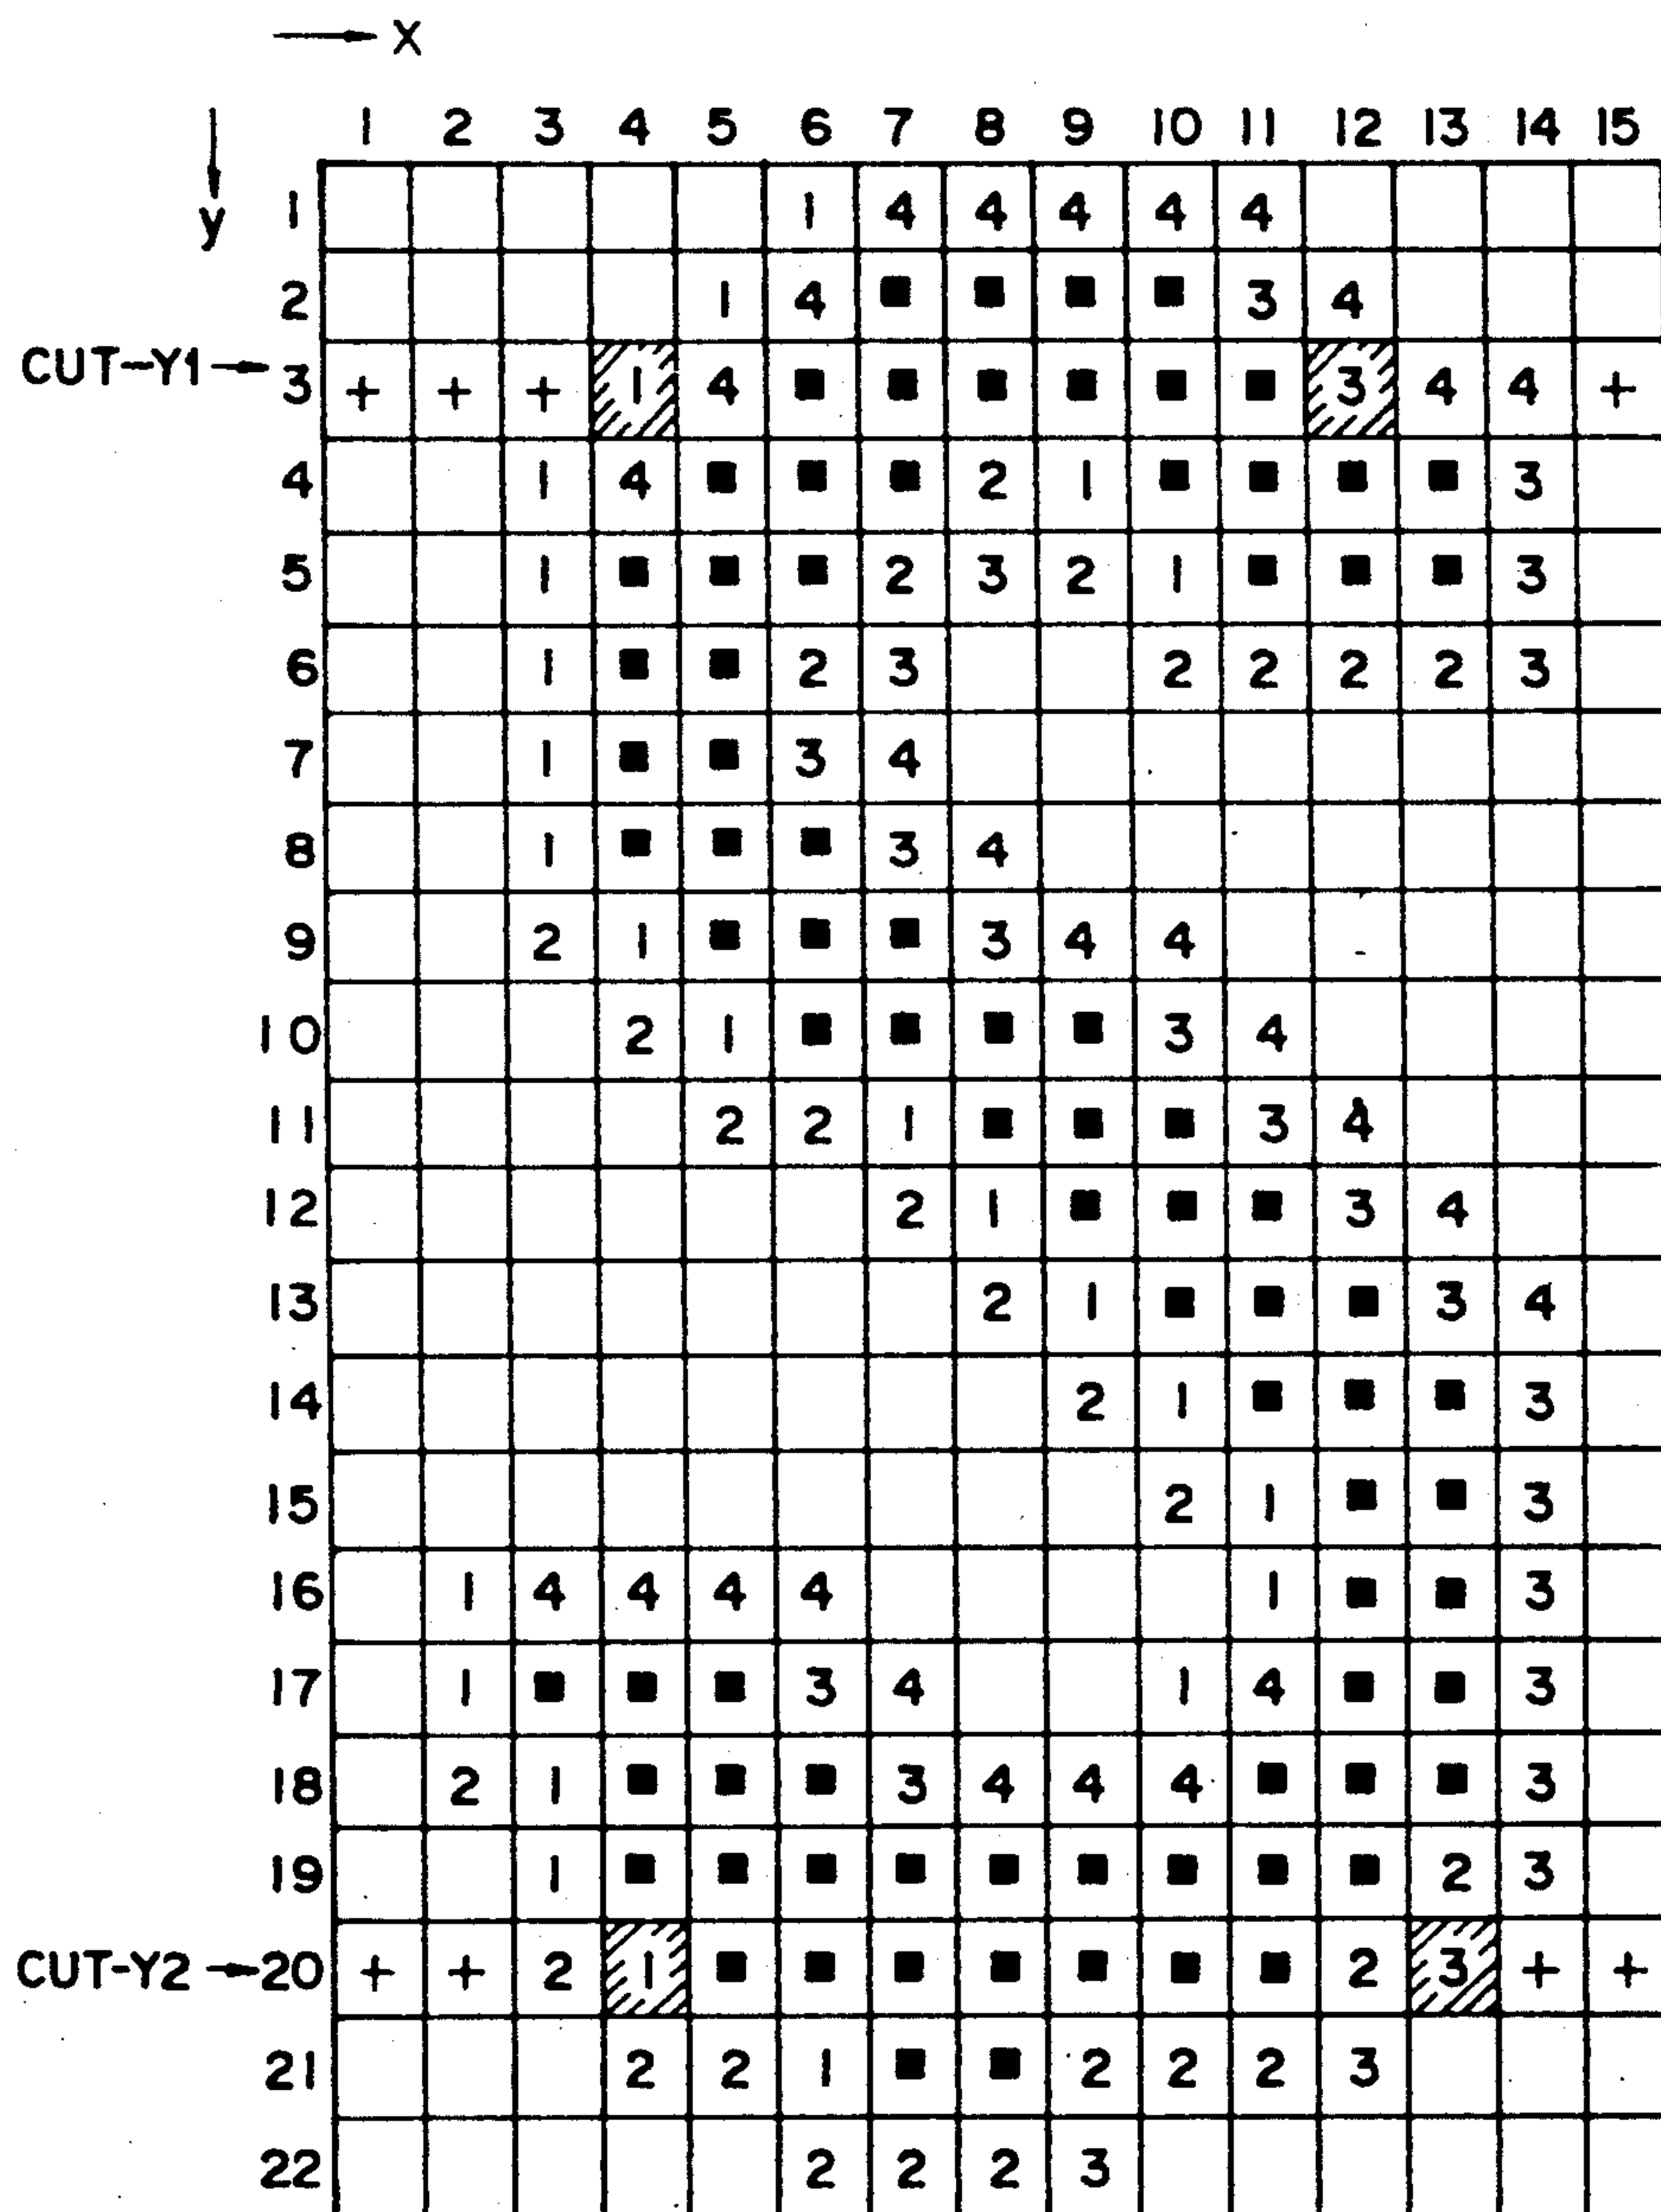 X
1 2 3 4 5 6 7 8 9 10 11 12 13 14 15
y
1 1 4 4 4 4 4
2 1 4 ■ ■ ■ ■ 3 4
CUT-Y1 3 + + + 1 4 ■ ■ ■ ■ ■ ■ 3 4 4 +
4 1 4 ■ ■ ■ 2 1 ■ ■ ■ ■ 3
5 1 ■ ■ ■ 2 3 2 1 ■ ■ ■ 3
6 1 ■ ■ 2 3 2 2 2 2 3
7 1 ■ ■ 3 4
8 1 ■ ■ ■ 3 4
9 2 1 ■ ■ ■ 3 4 4
10 2 1 ■ ■ ■ ■ 3 4
11 2 2 1 ■ ■ ■ 3 4
12 2 1 ■ ■ ■ 3 4
13 2 1 ■ ■ ■ 3 4
14 2 1 ■ ■ ■ 3
15 2 1 ■ ■ 3
16 1 4 4 4 4 1 ■ ■ 3
17 1 ■ ■ ■ 3 4 1 4 ■ ■ 3
18 2 1 ■ ■ ■ 3 4 4 4 ■ ■ ■ 3
19 1 ■ ■ ■ ■ ■ ■ ■ ■ ■ 2 3
CUT-Y2 20 + + 2 1 ■ ■ ■ ■ ■ ■ ■ 2 3 + +
21 2 2 1 ■ ■ 2 2 2 3
22 2 2 2 3